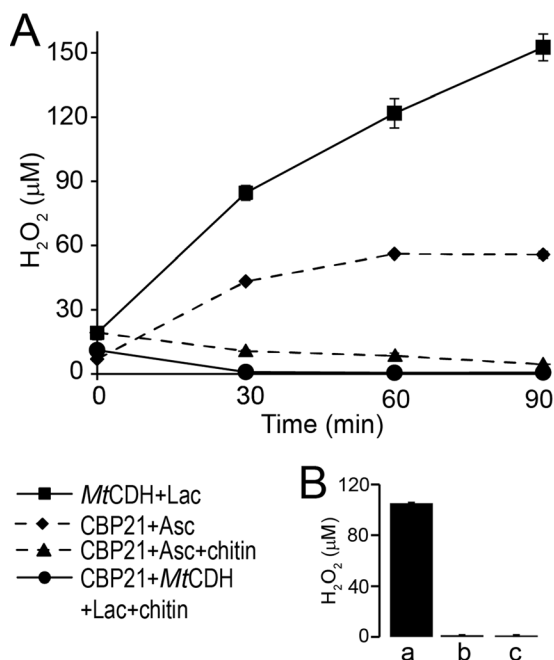 A
H₂O₂ (µM)
150
120
90
60
30
0
0 30 60 90
Time (min)
MtCDH+Lac
CBP21+Asc
CBP21+Asc+chitin
CBP21+MtCDH
+Lac+chitin
B
H₂O₂ (µM)
120
80
40
0
a b c